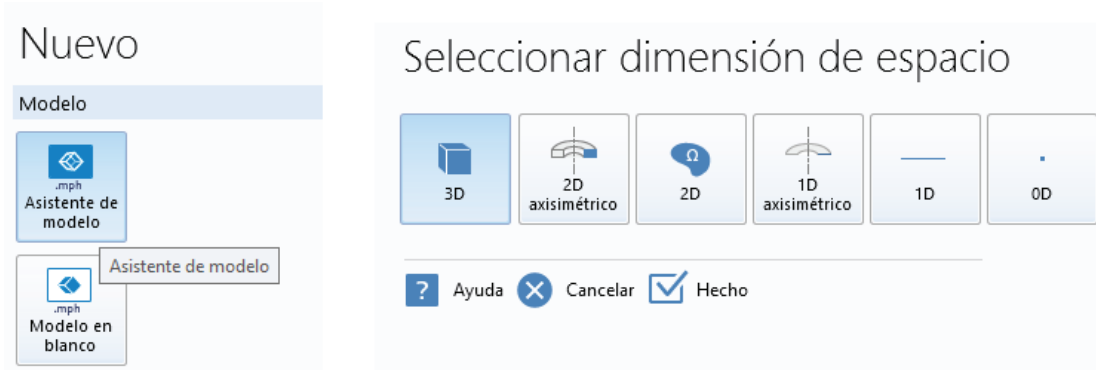 Nuevo
Modelo
.mph
Asistente de
modelo
Asistente de modelo
.mph
Modelo en
blanco
Seleccionar dimensión de espacio
3D
2D
axisimétrico
Ω
2D
1D
axisimétrico
1D
0D
? Ayuda Cancelar Hecho